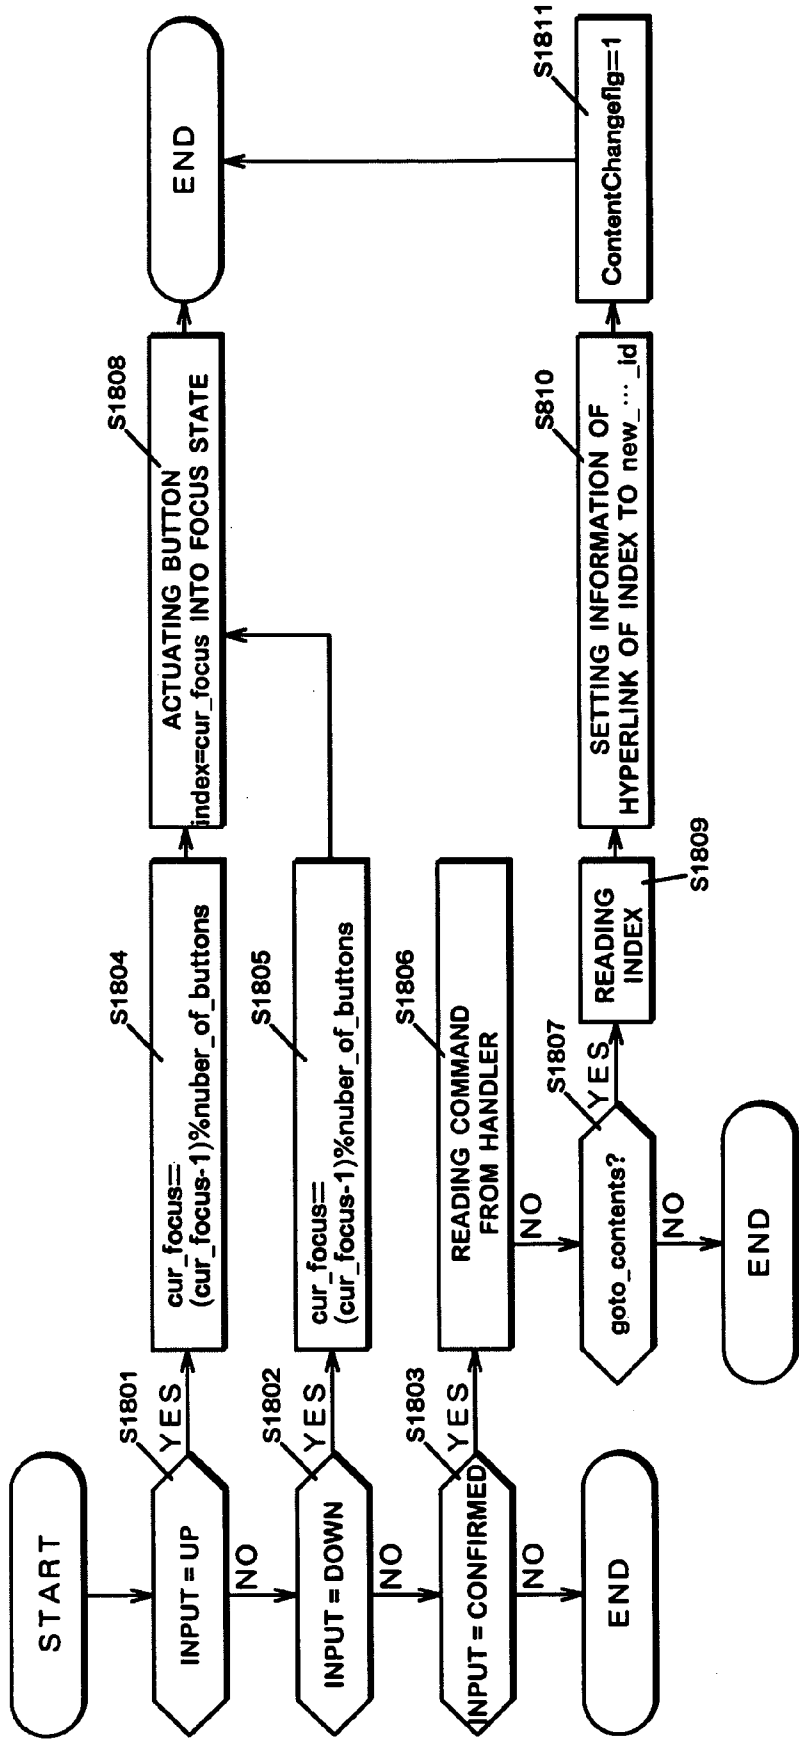 START
S1801
INPUT = UP
YES
NO
S1804
cur_focus=
(cur_focus-1)%nuber_of_buttons
S1808
ACTUATING BUTTON
index=cur_focus INTO FOCUS STATE
END
S1802
INPUT = DOWN
YES
NO
S1805
cur_focus=
(cur_focus-1)%nuber_of_buttons
S1803
INPUT = CONFIRMED
YES
NO
S1806
READING COMMAND
FROM HANDLER
NO
END
S1807
goto_contents?
YES
NO
S1809
READING
INDEX
S810
SETTING INFORMATION OF
HYPERLINK OF INDEX TO new_···_id
S1811
ContentChangeflg=1
END